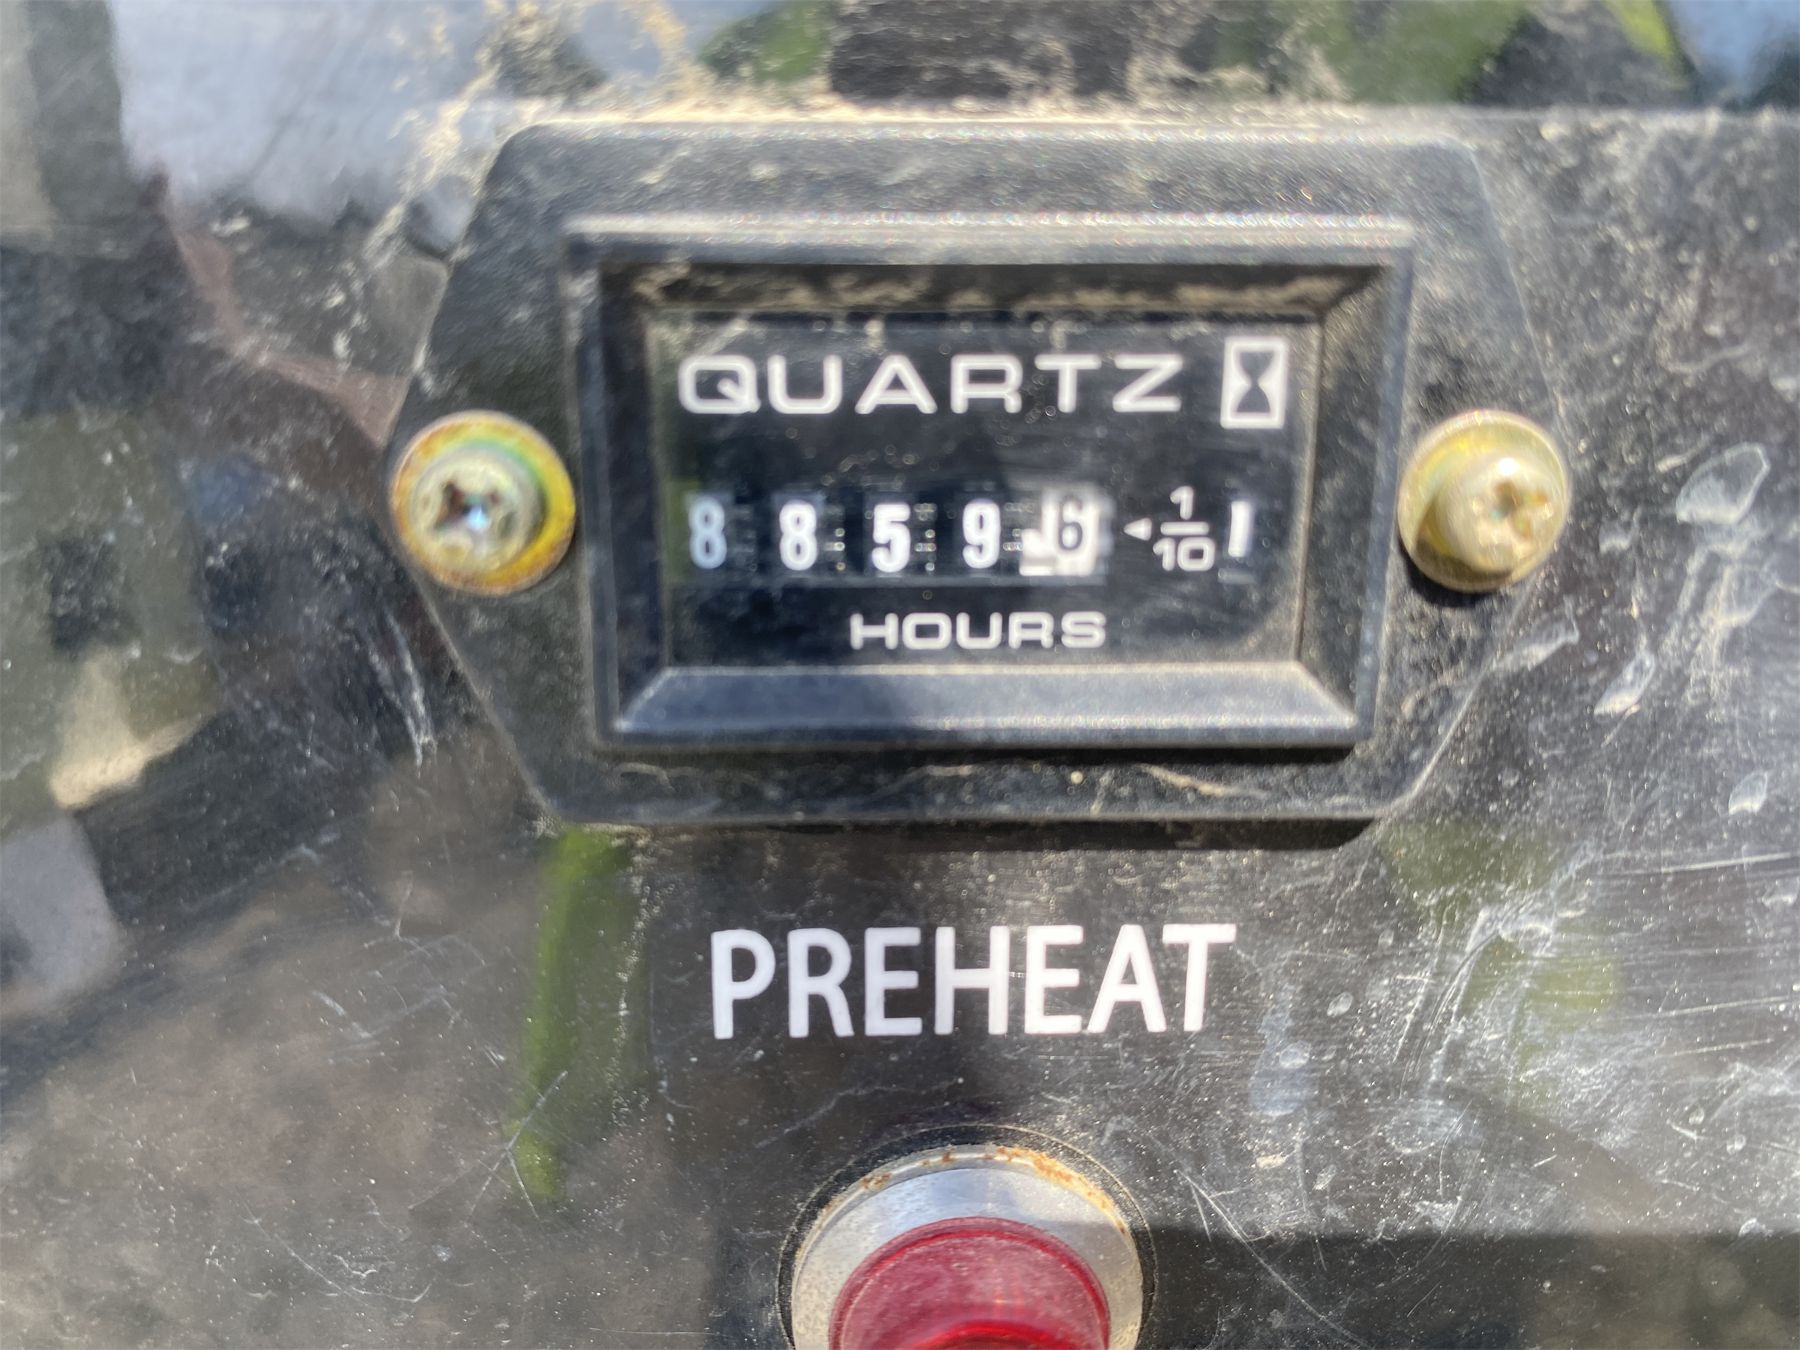 QUARTZ
8 8 5 9 6 ◄ 1/10
HOURS
PREHEAT